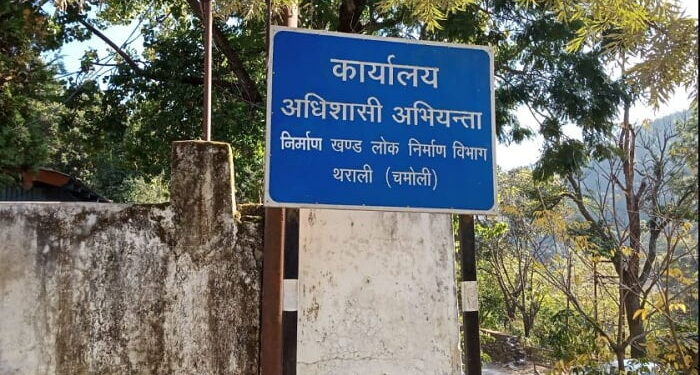 कार्यालय
अधिशासी अभियन्ता
निर्माण खण्ड लोक निर्माण विभाग
थराली (चमोली)